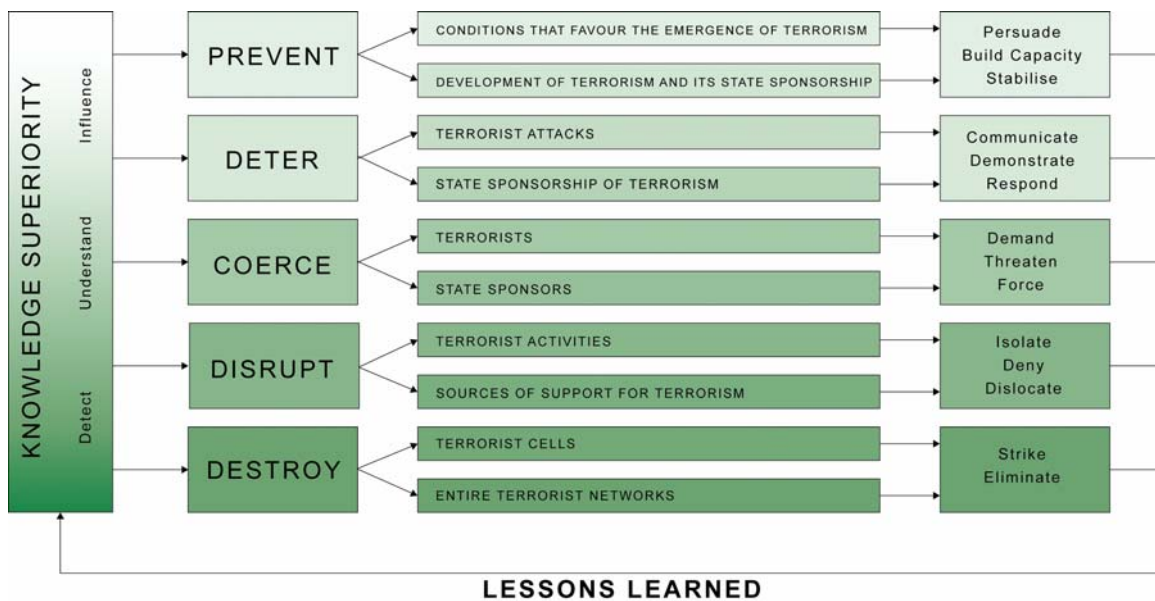 KNOWLEDGE SUPERIORITY
Influence
Understand
Detect
PREVENT
CONDITIONS THAT FAVOUR THE EMERGENCE OF TERRORISM
DEVELOPMENT OF TERRORISM AND ITS STATE SPONSORSHIP
Persuade
Build Capacity
Stabilise
DETER
TERRORIST ATTACKS
STATE SPONSORSHIP OF TERRORISM
Communicate
Demonstrate
Respond
COERCE
TERRORISTS
STATE SPONSORS
Demand
Threaten
Force
DISRUPT
TERRORIST ACTIVITIES
SOURCES OF SUPPORT FOR TERRORISM
Isolate
Deny
Dislocate
DESTROY
TERRORIST CELLS
ENTIRE TERRORIST NETWORKS
Strike
Eliminate
LESSONS LEARNED